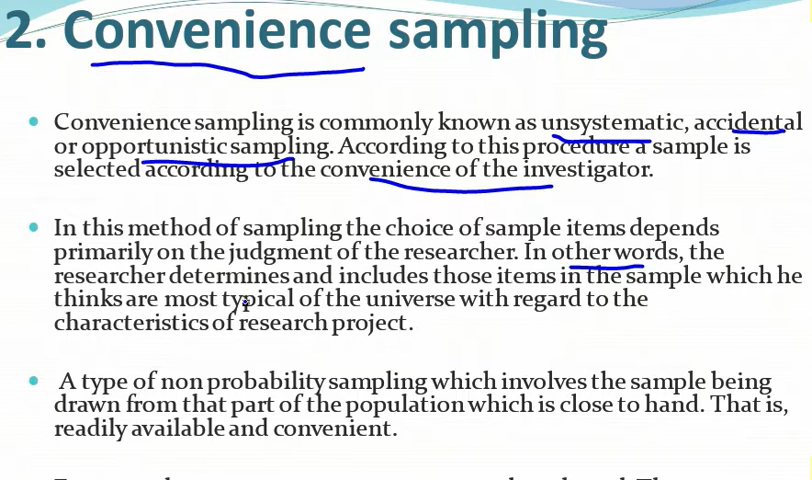 2. Convenience sampling
• Convenience sampling is commonly known as unsystematic, accidental
or opportunistic sampling. According to this procedure a sample is
selected according to the convenience of the investigator.
• In this method of sampling the choice of sample items depends
primarily on the judgment of the researcher. In other words, the
researcher determines and includes those items in the sample which he
thinks are most typical of the universe with regard to the
characteristics of research project.
• A type of non probability sampling which involves the sample being
drawn from that part of the population which is close to hand. That is,
readily available and convenient.